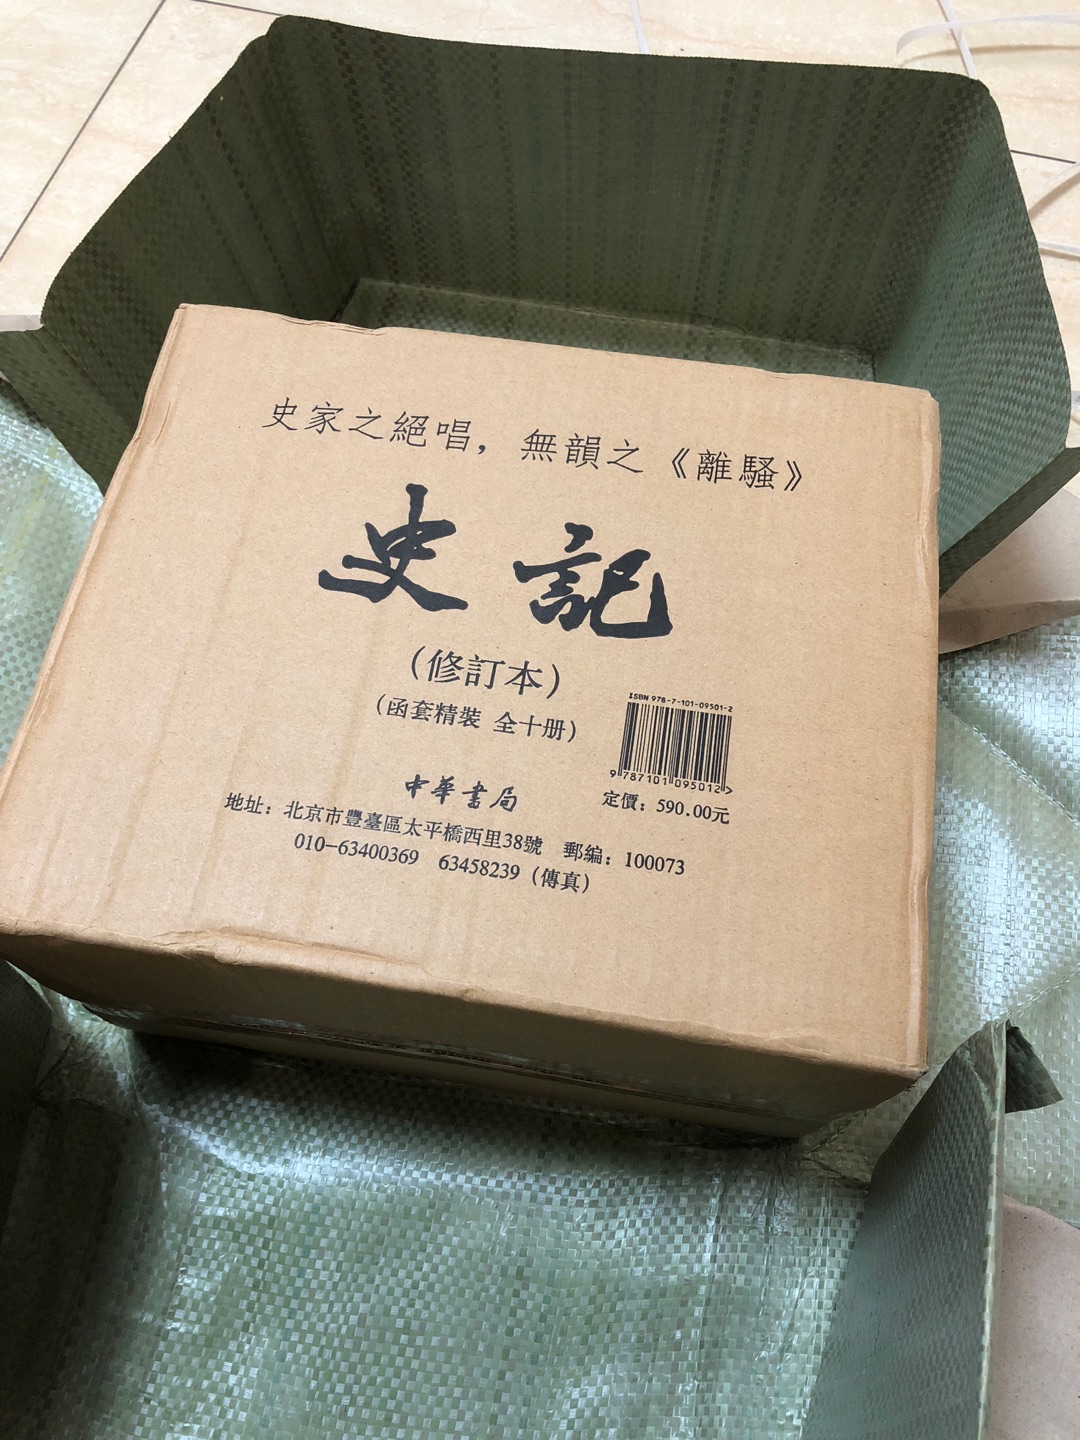 史家之絕唱，無韻之《離騷》
史記
（修訂本）
（函套精裝 全十册）
ISBN 978-7-101-09501-2
9 787101 095012>
定價：590.00元
中華書局
地址：北京市豐臺區太平橋西里38號 郵編：100073
010-63400369 63458239（傳真）